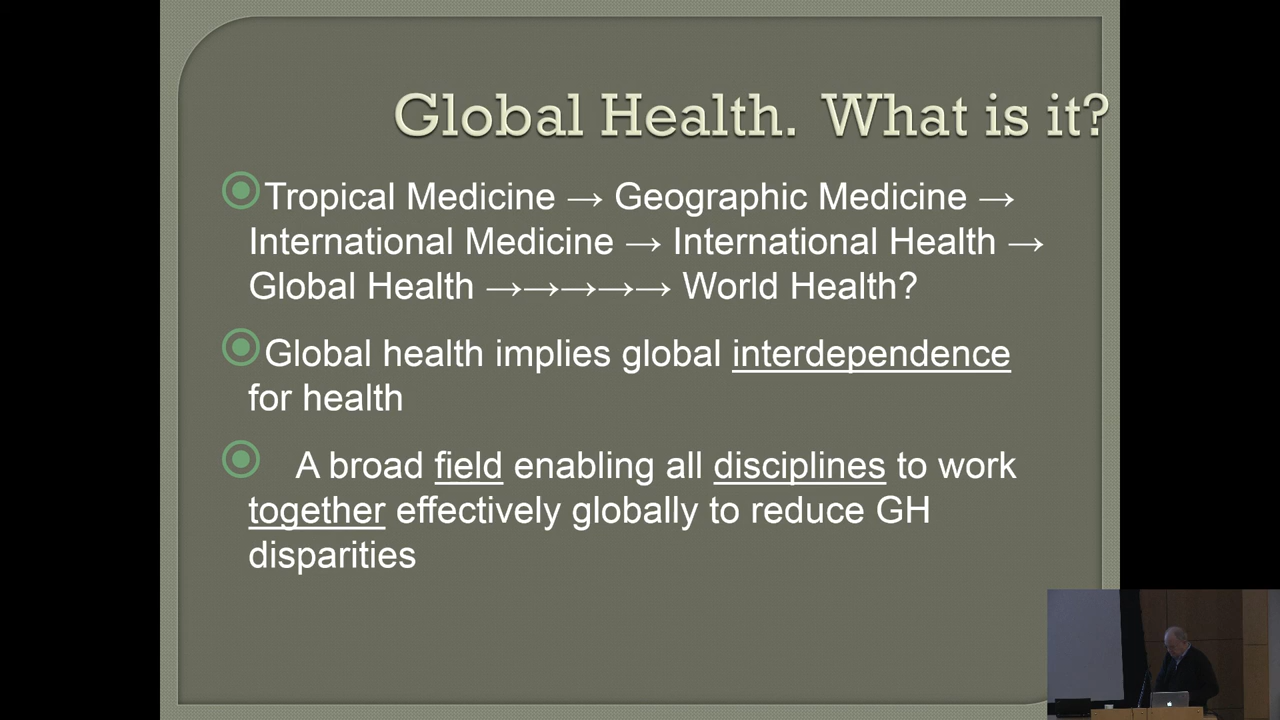 Global Health. What is it?
Tropical Medicine → Geographic Medicine →
International Medicine → International Health →
Global Health →→→→→ World Health?
Global health implies global interdependence
for health
A broad field enabling all disciplines to work
together effectively globally to reduce GH
disparities